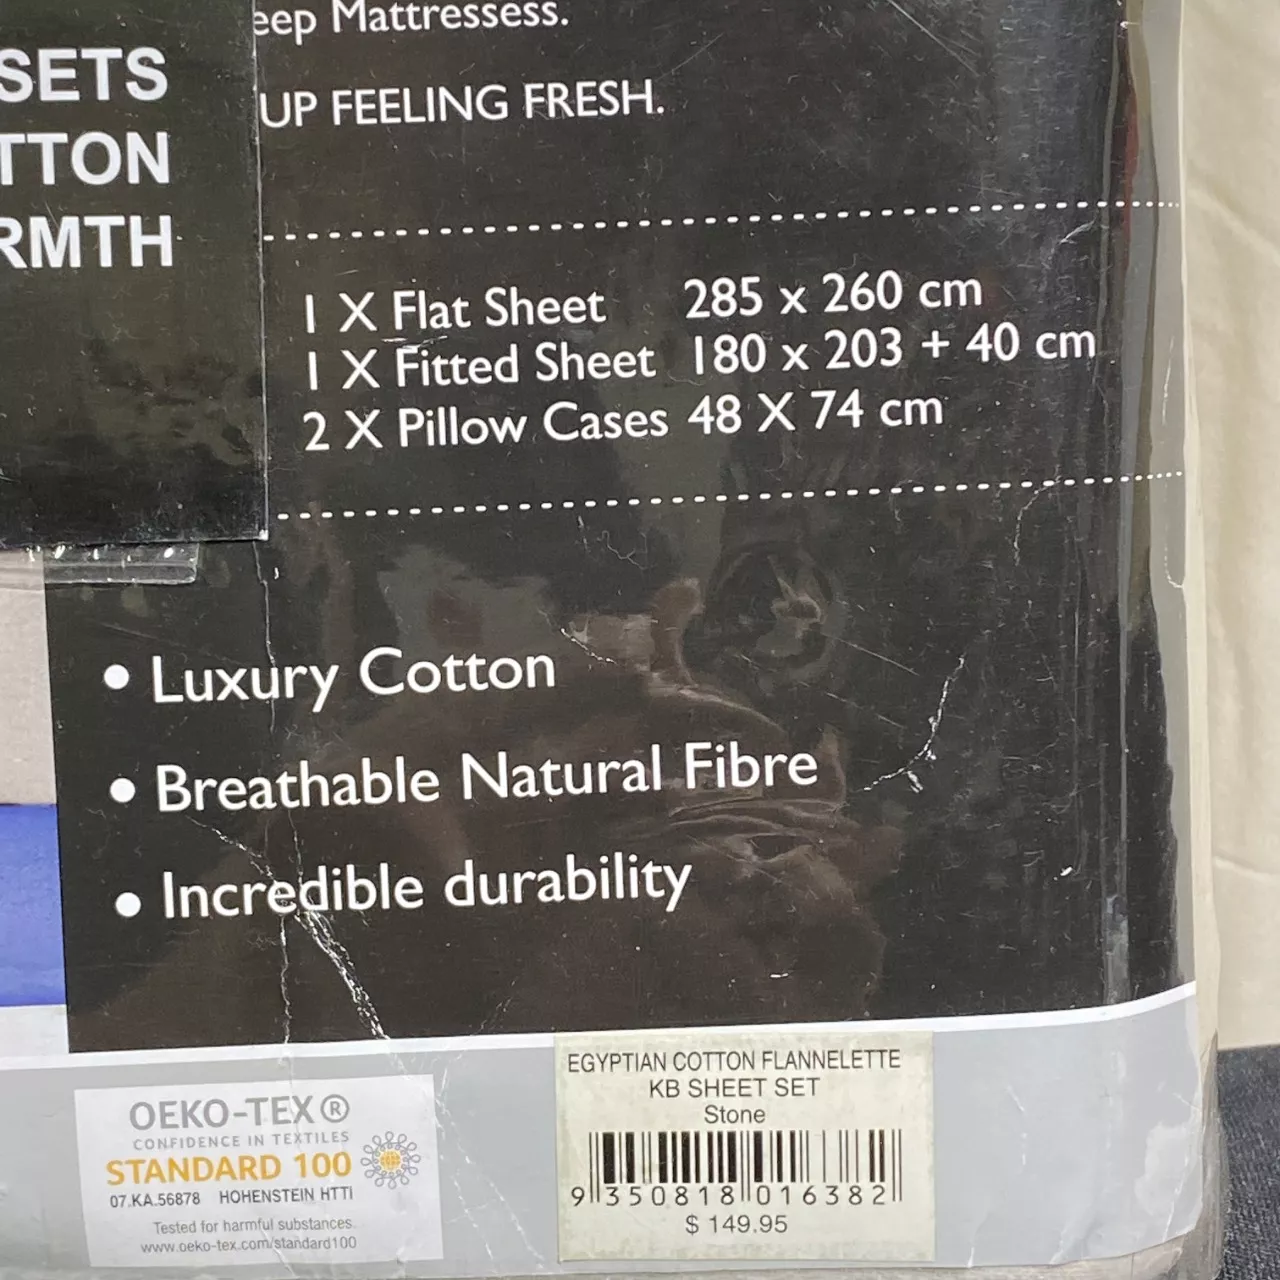 Mattressess.
SETS
UP FEELING FRESH.
1 X Flat Sheet 285 x 260 cm
1 X Fitted Sheet 180 x 203 + 40 cm
2 X Pillow Cases 48 X 74 cm
• Luxury Cotton
• Breathable Natural Fibre
• Incredible durability
OEKO-TEX®
CONFIDENCE IN TEXTILES
STANDARD 100
07.KA.56878 HOHENSTEIN HTTI
Tested for harmful substances.
www.oeko-tex.com/standard100
EGYPTIAN COTTON FLANNELETTE
KB SHEET SET
Stone
9 350818 016382
$ 149.95